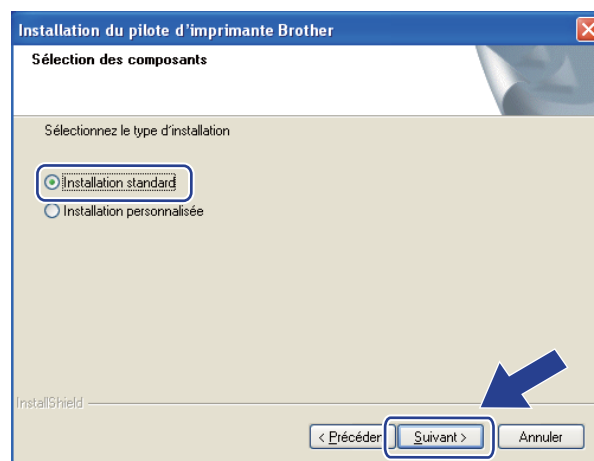 Installation du pilote d'imprimante Brother
Sélection des composants
Sélectionnez le type d'installation
Installation standard
Installation personnalisée
InstallShield
< Précédent Suivant > Annuler